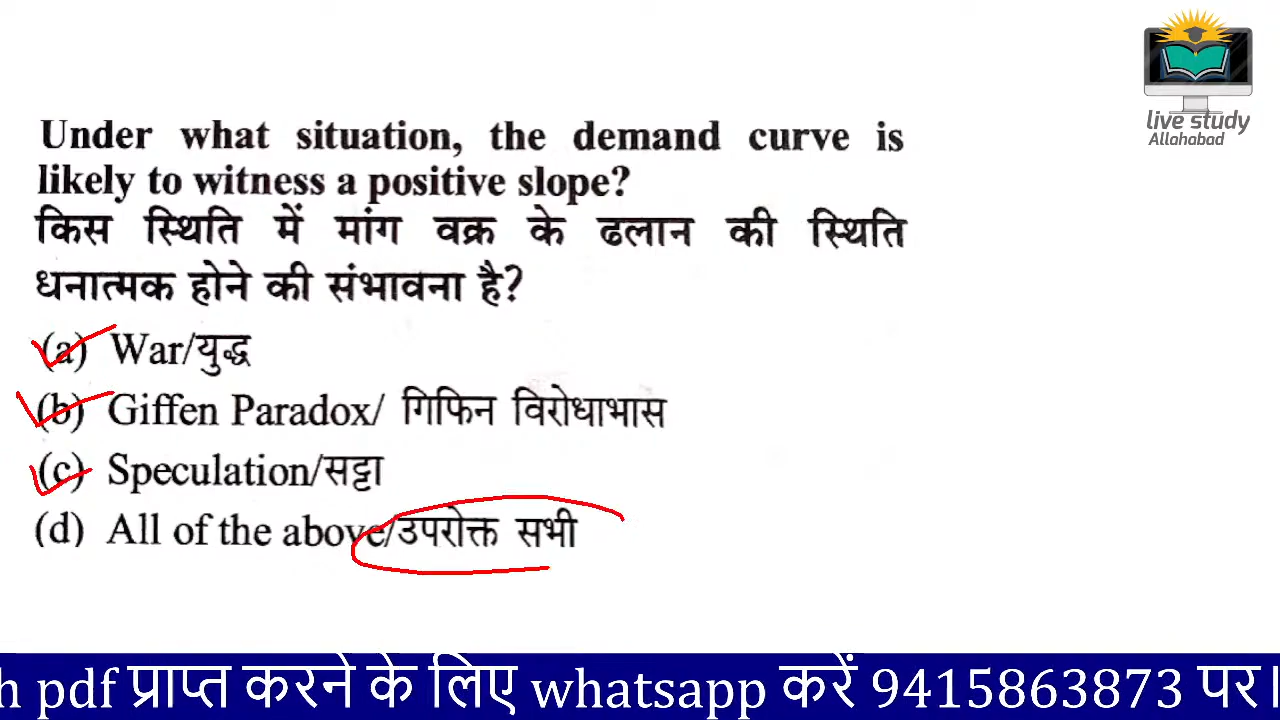 live study
Allahabad
Under what situation, the demand curve is
likely to witness a positive slope?
किस स्थिति में मांग वक्र के ढलान की स्थिति
धनात्मक होने की संभावना है?
(a) War/युद्ध
(b) Giffen Paradox/ गिफिन विरोधाभास
(c) Speculation/सट्टा
(d) All of the above/उपरोक्त सभी
h pdf प्राप्त करने के लिए whatsapp करें 9415863873 पर।